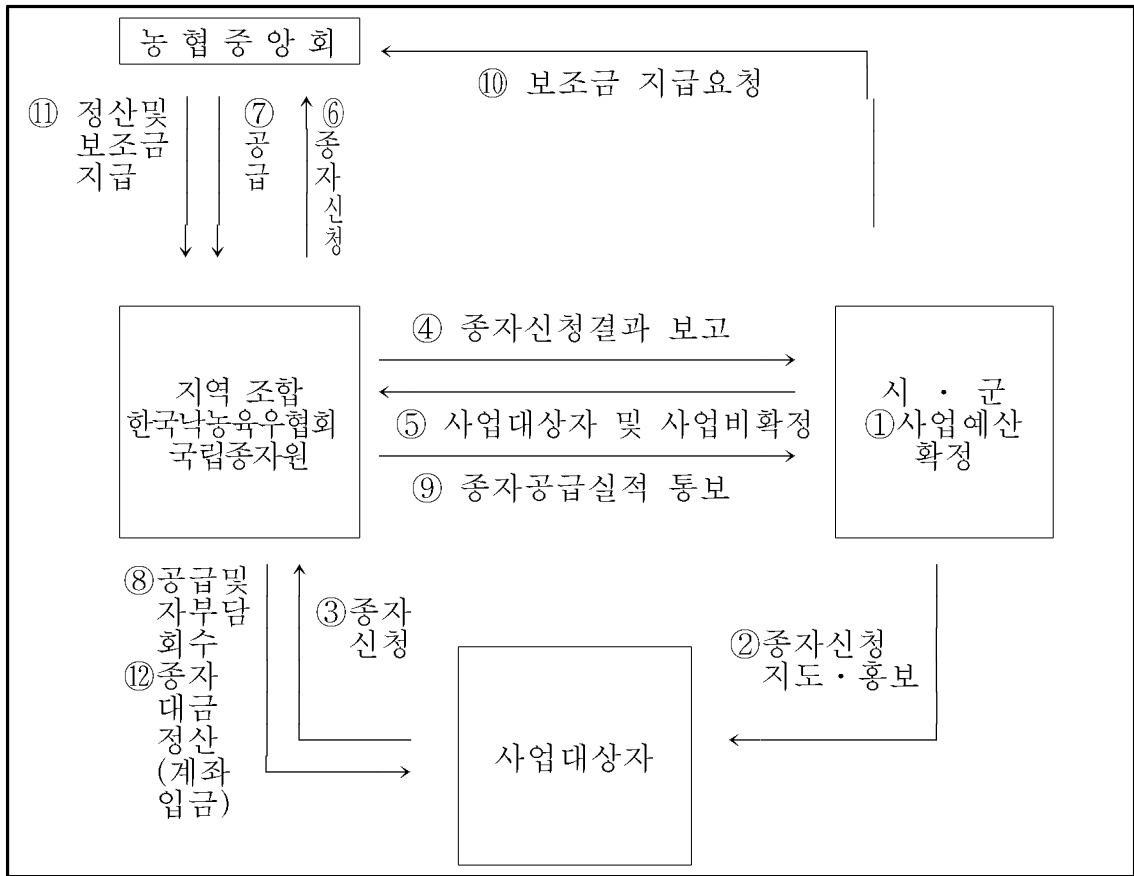 농협중앙회
⑩ 보조금 지급요청
⑪ 정산및
보조금
지급
⑦
공
급
⑥
종
자
신
청
지역 조합
한국낙농육우협회
국립종자원
④ 종자신청결과 보고
⑤ 사업대상자 및 사업비확정
⑨ 종자공급실적 통보
시 · 군
①사업예산
확정
⑧공급및
자부담
회수
⑫종자
대금
정산
(계좌
입금)
③종자
신청
②종자신청
지도·홍보
사업대상자